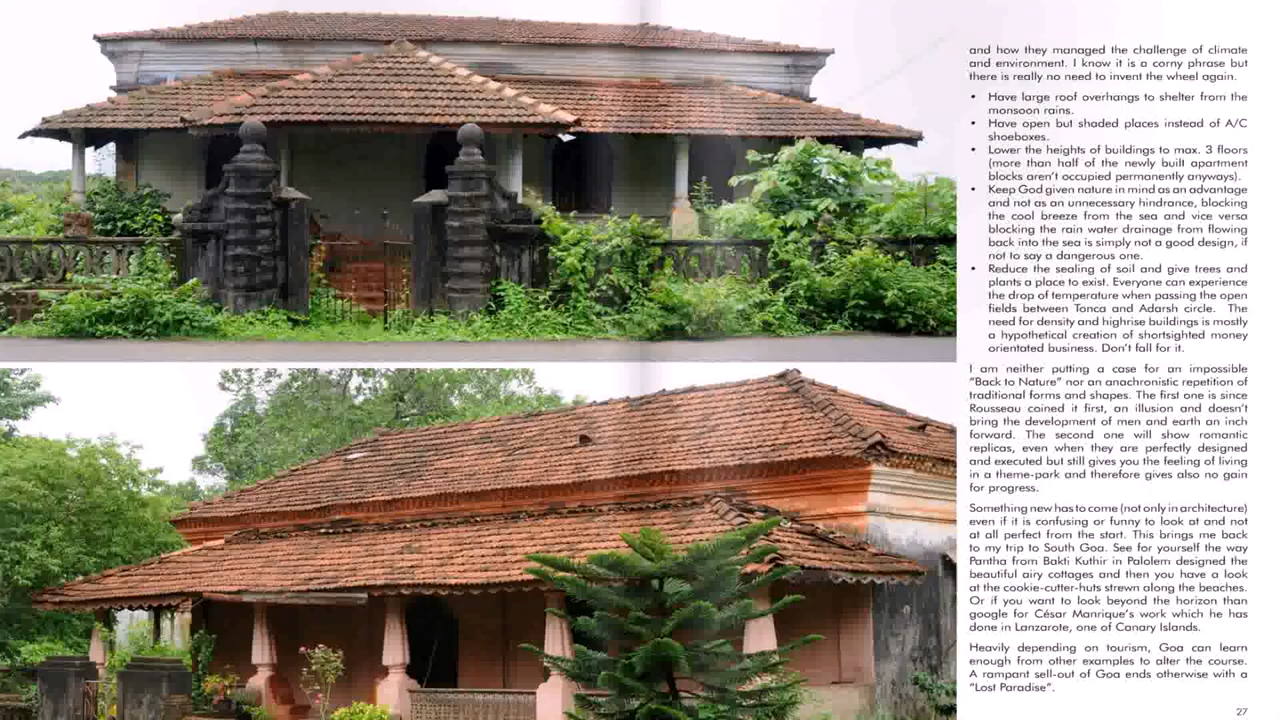 and how they managed the challenge of climate
and environment. I know it is a corny phrase but
there is really no need to invent the wheel again.
• Have large roof overhangs to shelter from the
monsoon rains.
• Have open but shaded places instead of A/C
shoeboxes.
• Lower the heights of buildings to max. 3 floors
(more than half of the newly built apartment
blocks aren't occupied permanently anyways).
• Keep God given nature in mind as an advantage
and not as an unnecessary hindrance, blocking
the cool breeze from the sea and vice versa
blocking the rain water drainage from flowing
back into the sea is simply not a good design, if
not to say a dangerous one.
• Reduce the sealing of soil and give trees and
plants a place to exist. Everyone can experience
the drop of temperature when passing the open
fields between Tonca and Adarsh circle. The
need for density and highrise buildings is mostly
a hypothetical creation of shortsighted money
orientated business. Don't fall for it.
I am neither putting a case for an impossible
"Back to Nature" nor an anachronistic repetition of
traditional forms and shapes. The first one is since
Rousseau coined it first, an illusion and doesn't
bring the development of men and earth an inch
forward. The second one will show romantic
replicas, even when they are perfectly designed
and executed but still gives you the feeling of living
in a theme-park and therefore gives also no gain
for progress.
Something new has to come (not only in architecture)
even if it is confusing or funny to look at and not
at all perfect from the start. This brings me back
to my trip to South Goa. See for yourself the way
Pantha from Bakti Kuthir in Palolem designed the
beautiful airy cottages and then you have a look
at the cookie-cutter-huts strewn along the beaches.
Or if you want to look beyond the horizon than
google for César Manrique's work which he has
done in Lanzarote, one of Canary Islands.
Heavily depending on tourism, Goa can learn
enough from other examples to alter the course.
A rampant sell-out of Goa ends otherwise with a
"Lost Paradise".
27